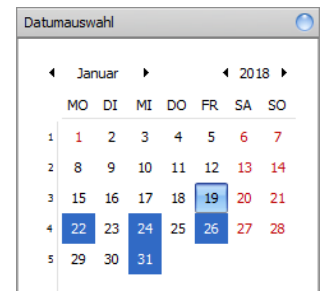 Datumauswahl
Januar 2018
MO DI MI DO FR SA SO
1 1 2 3 4 5 6 7
2 8 9 10 11 12 13 14
3 15 16 17 18 19 20 21
4 22 23 24 25 26 27 28
5 29 30 31